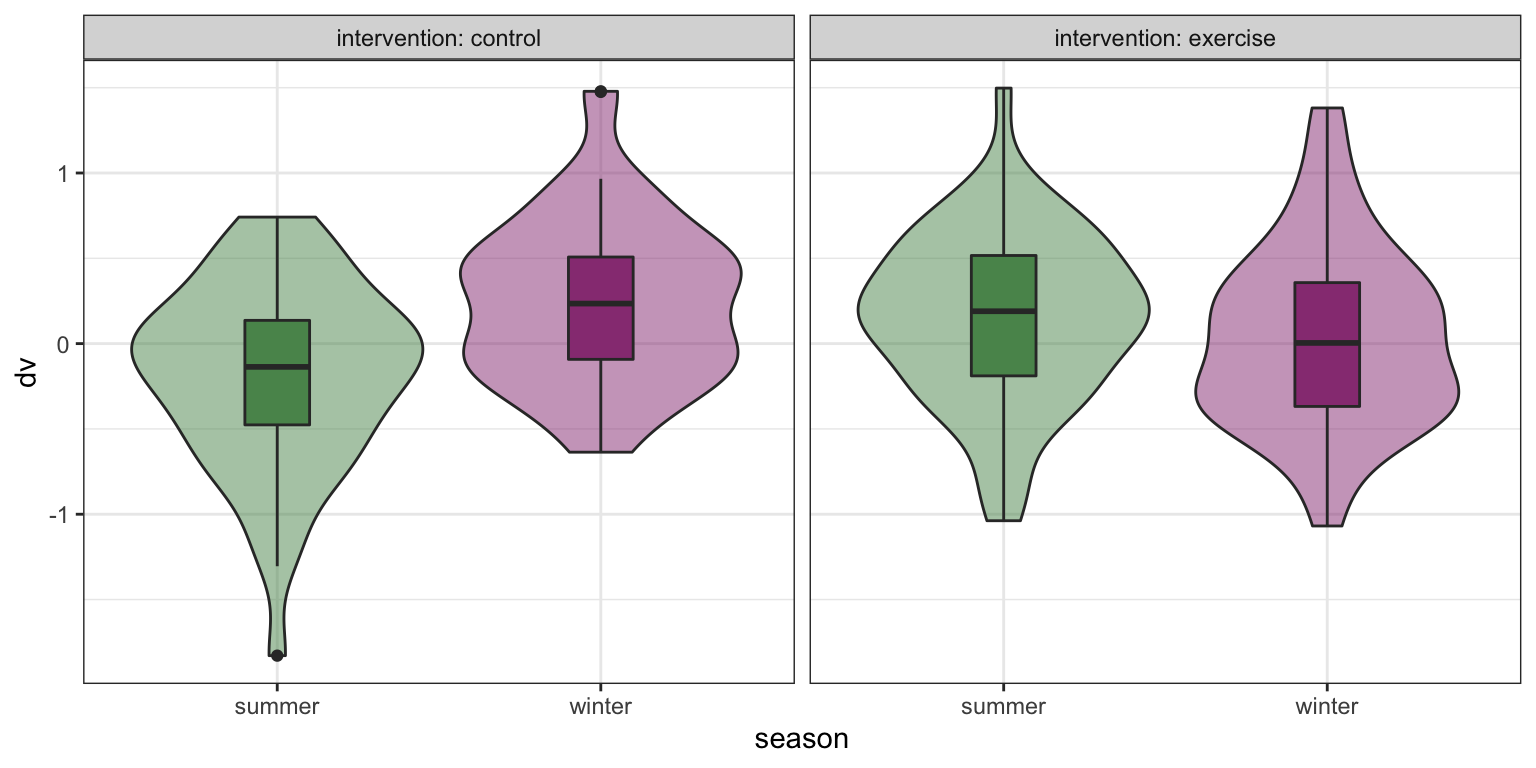 intervention: control
intervention: exercise
dv
1
0
-1
summer
winter
summer
winter
season